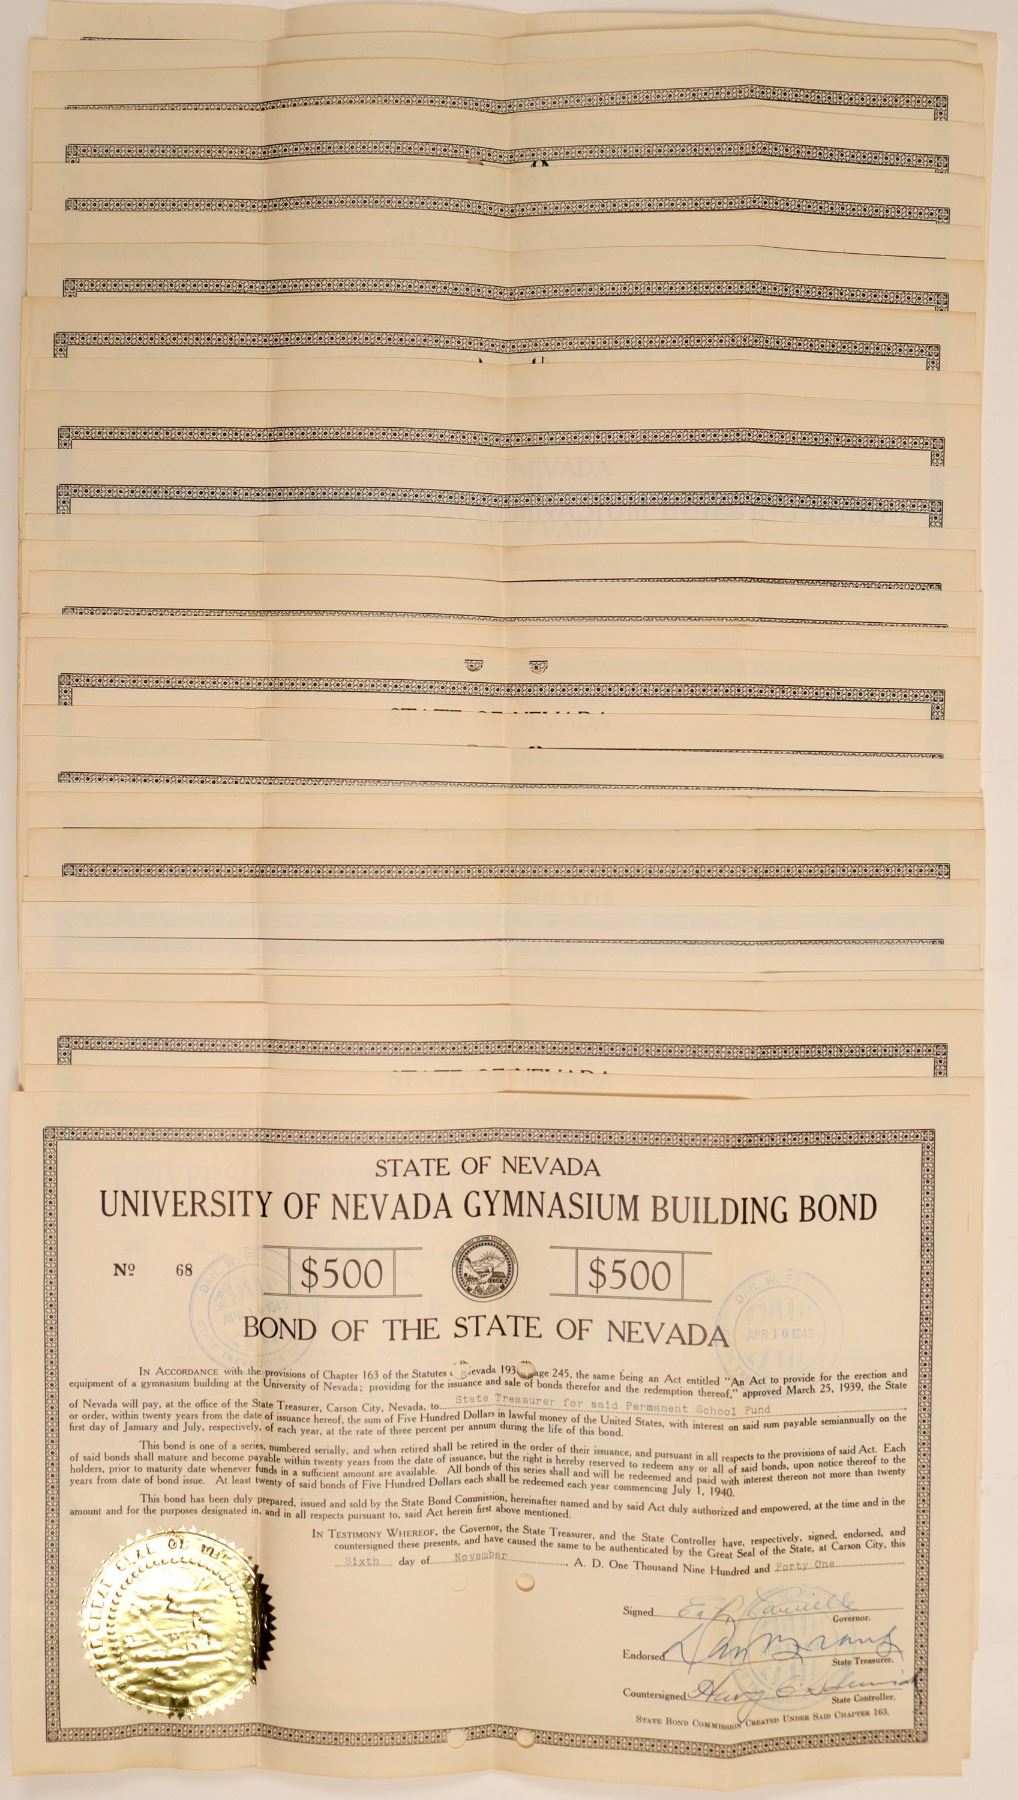 STATE OF NEVADA
STATE OF NEVADA
STATE OF NEVADA
UNIVERSITY OF NEVADA GYMNASIUM BUILDING BOND
No 68
$500
$500
APR 10 1943
APR 10 1943
BOND OF THE STATE OF NEVADA
IN ACCORDANCE with the provisions of Chapter 163 of the Statutes Nevada 193 page 245, the same being an Act entitled "An Act to provide for the erection and
equipment of a gymnasium building at the University of Nevada; providing for the issuance and sale of bonds therefor and the redemption thereof," approved March 25, 1939, the State
of Nevada will pay, at the office of the State Treasurer, Carson City, Nevada, to State Treasurer for said Permanent School Fund
or order, within twenty years from the date of issuance hereof, the sum of Five Hundred Dollars in lawful money of the United States, with interest on said sum payable semiannually on the
first day of January and July, respectively, of each year, at the rate of three percent per annum during the life of this bond.
This bond is one of a series, numbered serially, and when retired shall be retired in the order of their issuance, and pursuant in all respects to the provisions of said Act. Each
of said bonds shall mature and become payable within twenty years from the date of issuance, but the right is hereby reserved to redeem any or all of said bonds, upon notice thereof to the
holders, prior to maturity date whenever funds in a sufficient amount are available. All bonds of this series shall and will be redeemed and paid with interest thereon not more than twenty
years from date of bond issue. At least twenty of said bonds of Five Hundred Dollars each shall be redeemed each year commencing July 1, 1940.
This bond has been duly prepared, issued and sold by the State Bond Commission, hereinafter named and by said Act duly authorized and empowered, at the time and in the
amount and for the purposes designated in, and in all respects pursuant to, said Act herein first above mentioned.
IN TESTIMONY WHEREOF, the Governor, the State Treasurer, and the State Controller have, respectively, signed, endorsed, and
countersigned these presents, and have caused the same to be authenticated by the Great Seal of the State, at Carson City, this
Sixth day of November, A. D. One Thousand Nine Hundred and Forty One
Signed E. P. Carville
Governor.
Endorsed Dan W. Franks
State Treasurer.
Countersigned Henry C. Schmidt
State Controller.
STATE BOND COMMISSION CREATED UNDER SAID CHAPTER 163.